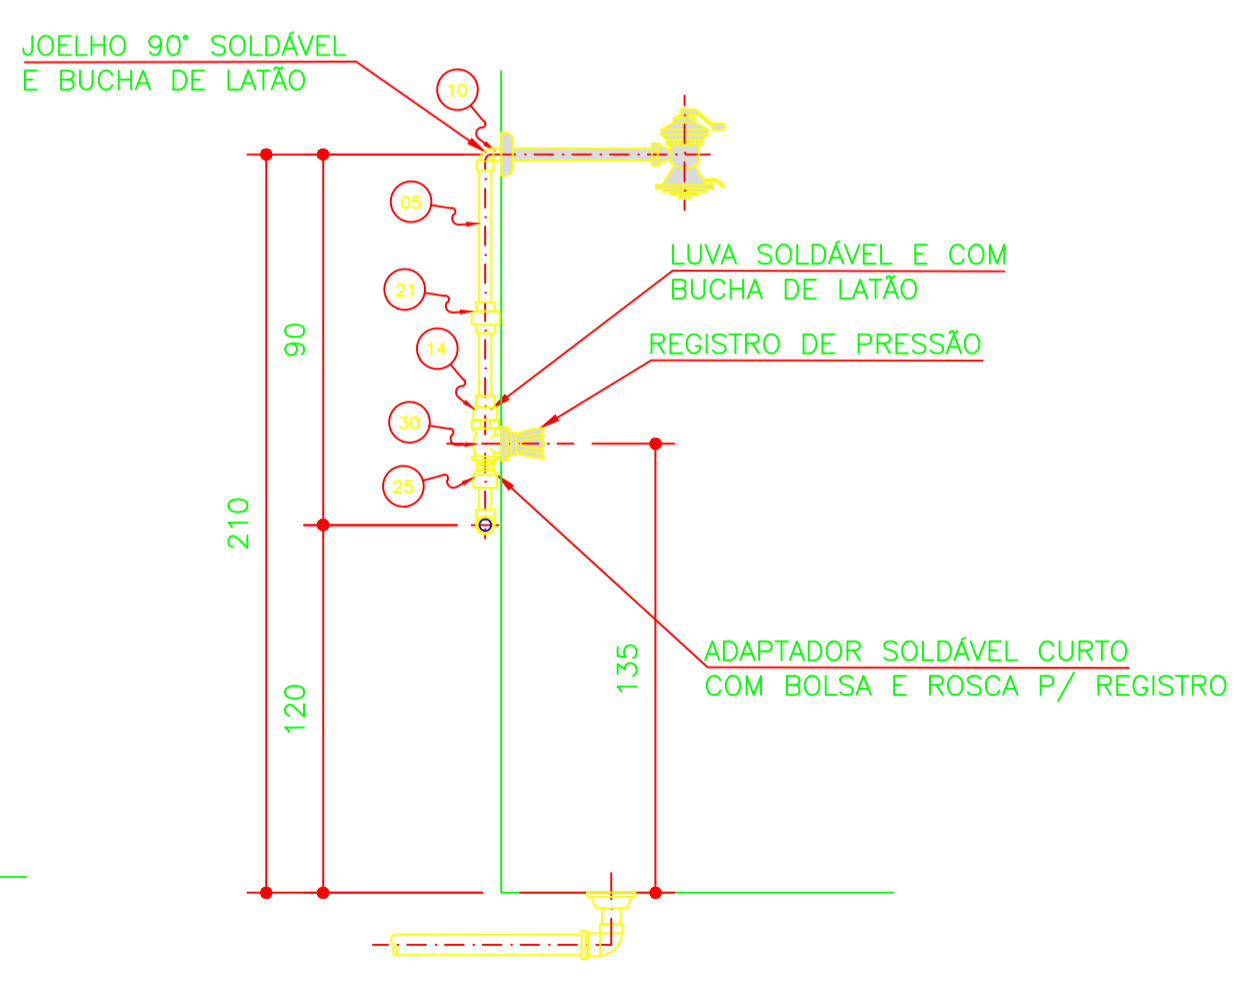 JOELHO 90° SOLDÁVEL
E BUCHA DE LATÃO
10
05
21
LUVA SOLDÁVEL E COM
BUCHA DE LATÃO
14
REGISTRO DE PRESSÃO
90
30
25
210
135
120
ADAPTADOR SOLDÁVEL CURTO
COM BOLSA E ROSCA P/ REGISTRO